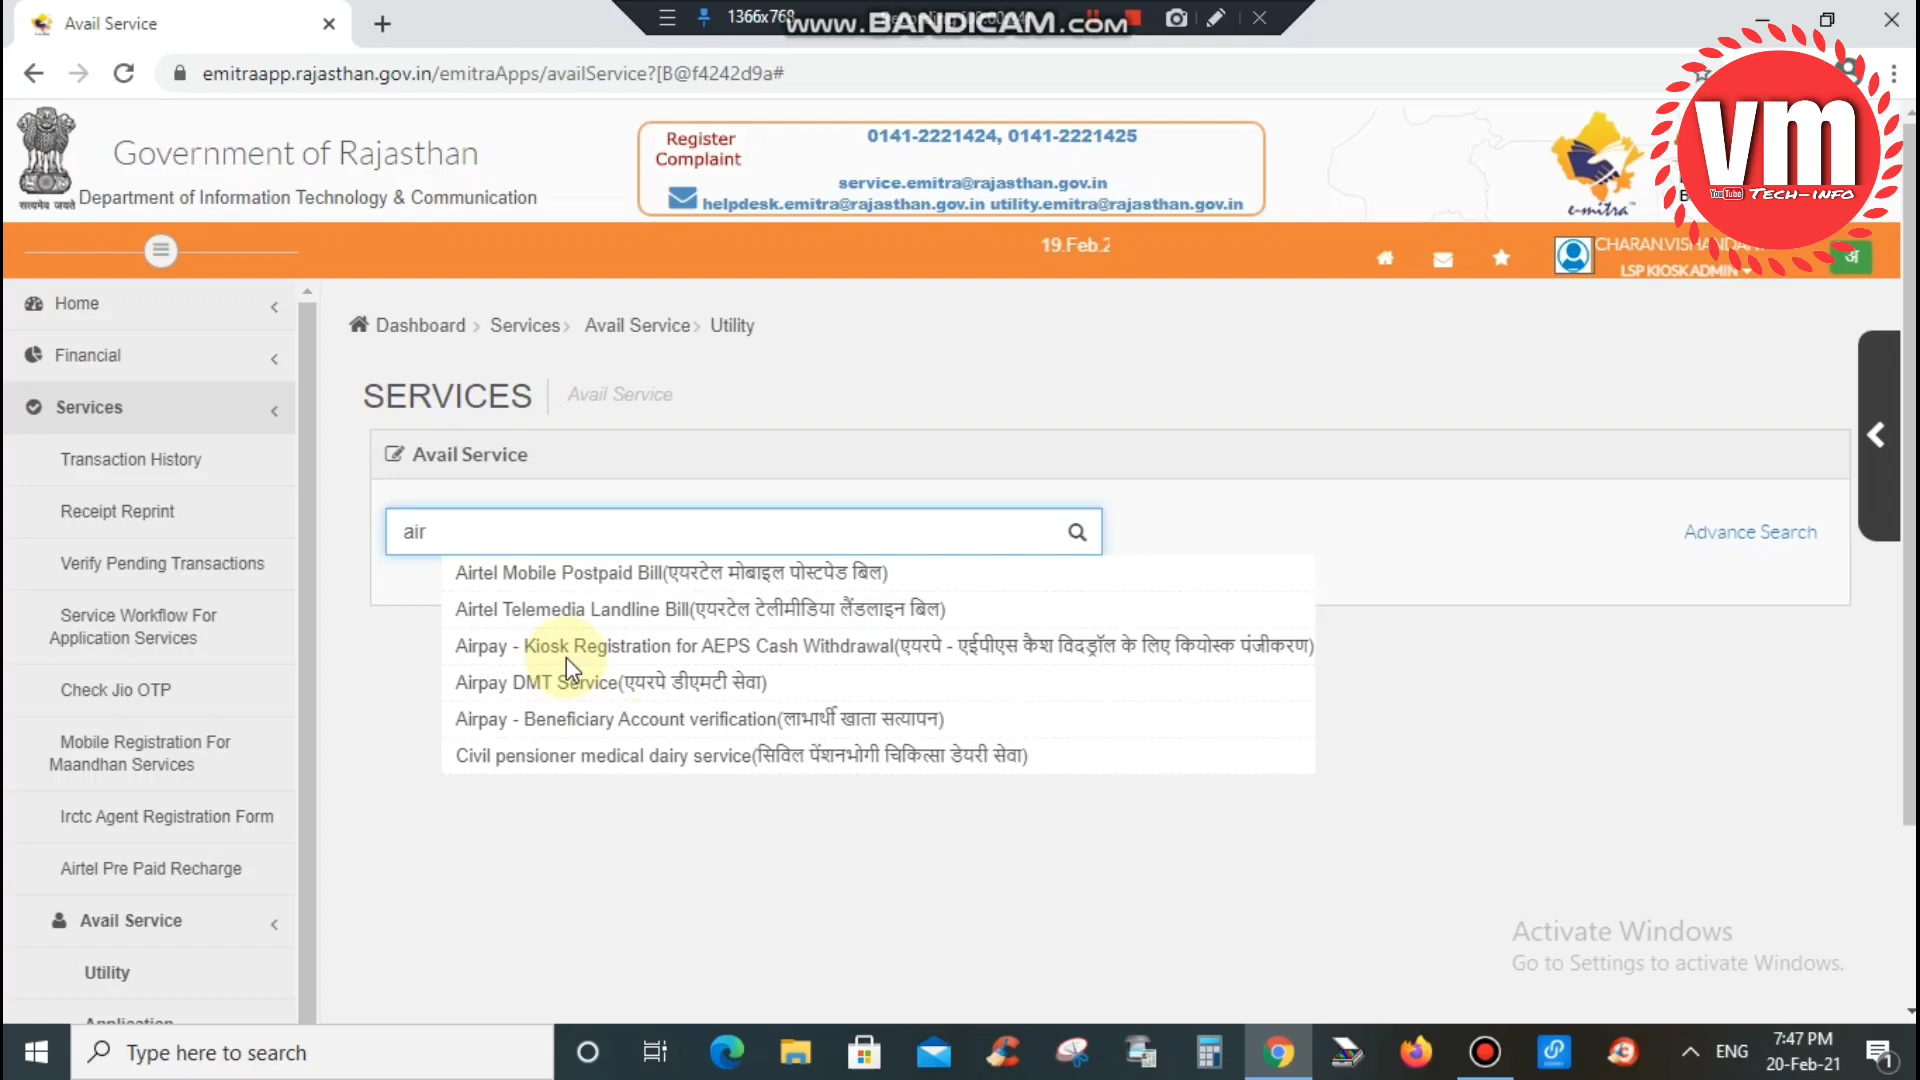 Avail Service
1366x768
www.BANDICAM.com
emitraapp.rajasthan.gov.in/emitraApps/availService?[B@f4242d9a#
सत्यमेव जयते
Government of Rajasthan
Department of Information Technology & Communication
Register
Complaint
0141-2221424, 0141-2221425
service.emitra@rajasthan.gov.in
helpdesk.emitra@rajasthan.gov.in utility.emitra@rajasthan.gov.in
e-mitra™
vm
YouTube TECH-INFO
19.Feb.2
LSP KIOSK ADMIN
अ
Home
Financial
Services
Transaction History
Receipt Reprint
Verify Pending Transactions
Service Workflow For
Application Services
Check Jio OTP
Mobile Registration For
Maandhan Services
Irctc Agent Registration Form
Airtel Pre Paid Recharge
Avail Service
Utility
Application
Dashboard > Services > Avail Service > Utility
SERVICES
Avail Service
Avail Service
air
Advance Search
Airtel Mobile Postpaid Bill(एयरटेल मोबाइल पोस्टपेड बिल)
Airtel Telemedia Landline Bill(एयरटेल टेलीमीडिया लैंडलाइन बिल)
Airpay - Kiosk Registration for AEPS Cash Withdrawal(एयरपे - एईपीएस कैश विदड्रॉल के लिए कियोस्क पंजीकरण)
Airpay DMT Service(एयरपे डीएमटी सेवा)
Airpay - Beneficiary Account verification(लाभार्थी खाता सत्यापन)
Civil pensioner medical dairy service(सिविल पेंशनभोगी चिकित्सा डेयरी सेवा)
Activate Windows
Go to Settings to activate Windows.
Type here to search
ENG
7:47 PM
20-Feb-21
1